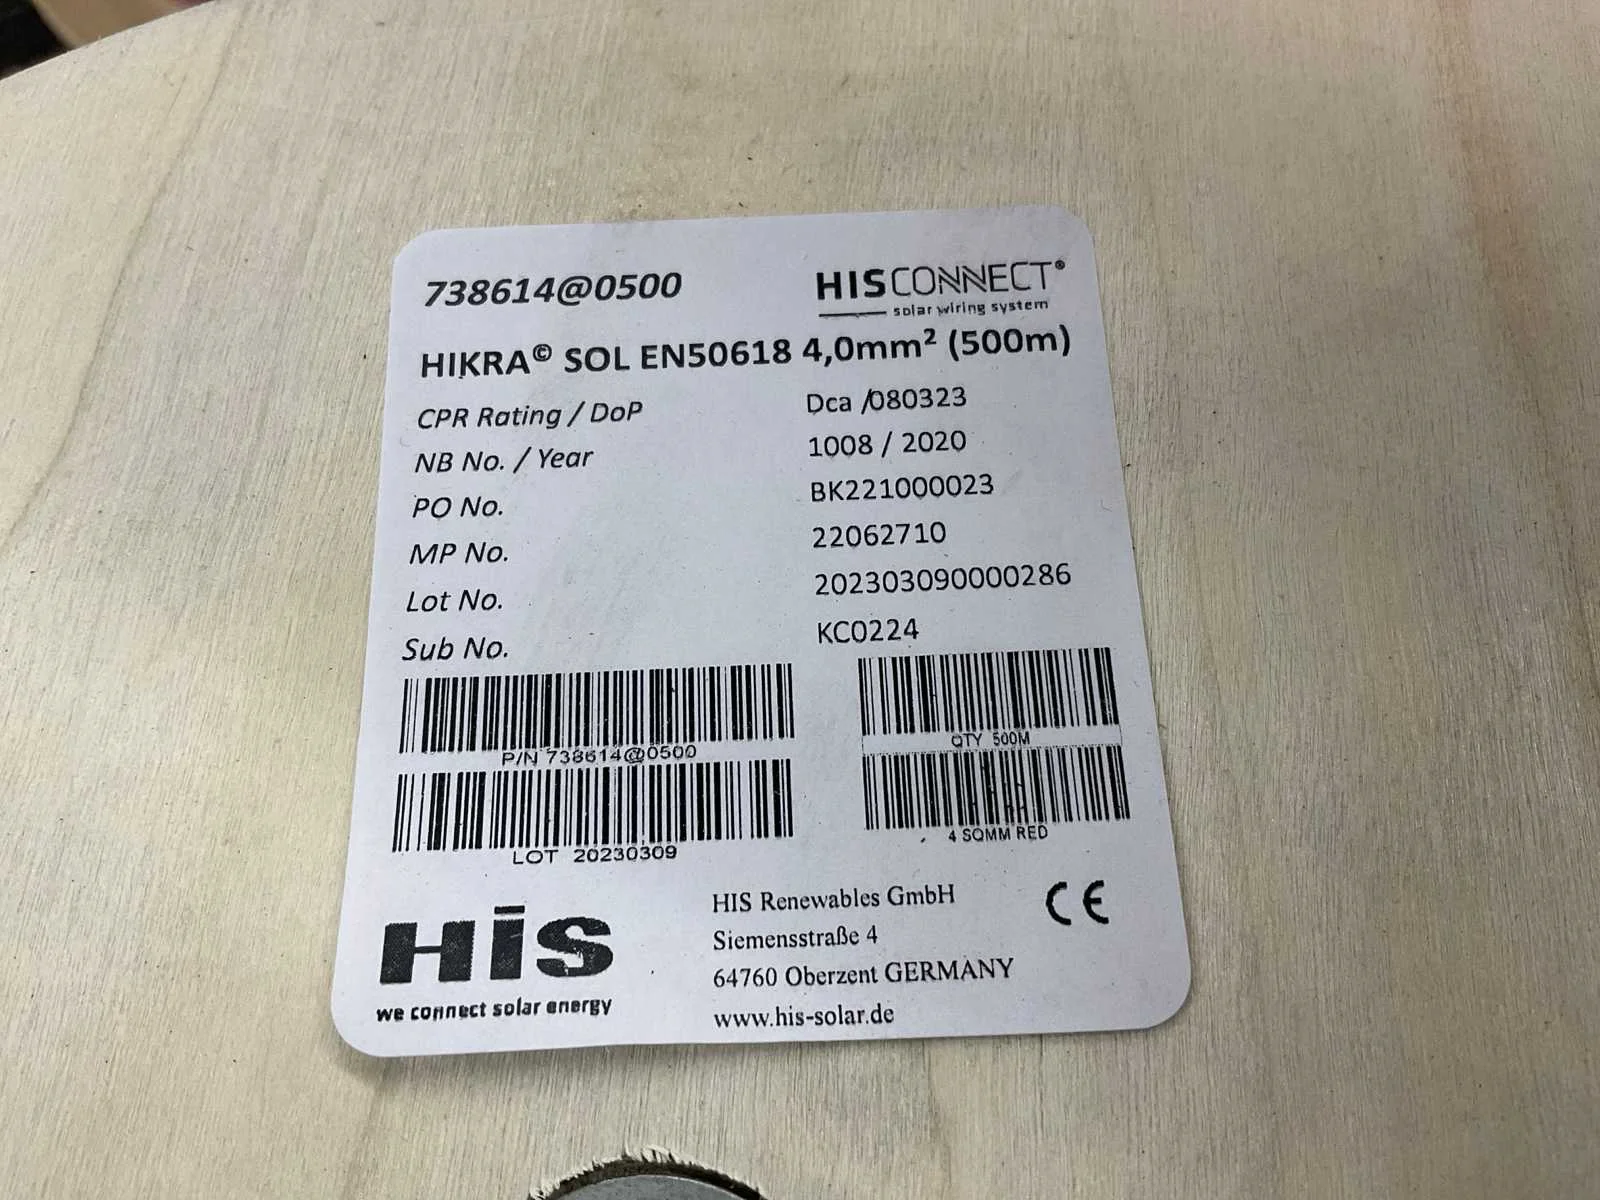 738614@0500
HISCONNECT®
solar wiring system
HIKRA© SOL EN50618 4,0mm² (500m)
CPR Rating / DoP Dca /080323
NB No. / Year 1008 / 2020
PO No. BK221000023
MP No. 22062710
Lot No. 202303090000286
Sub No. KC0224
P/N 738614@0500
QTY 500M
LOT 20230309
4 SQMM RED
HIS
we connect solar energy
HIS Renewables GmbH
Siemensstraße 4
64760 Oberzent GERMANY
www.his-solar.de
CE